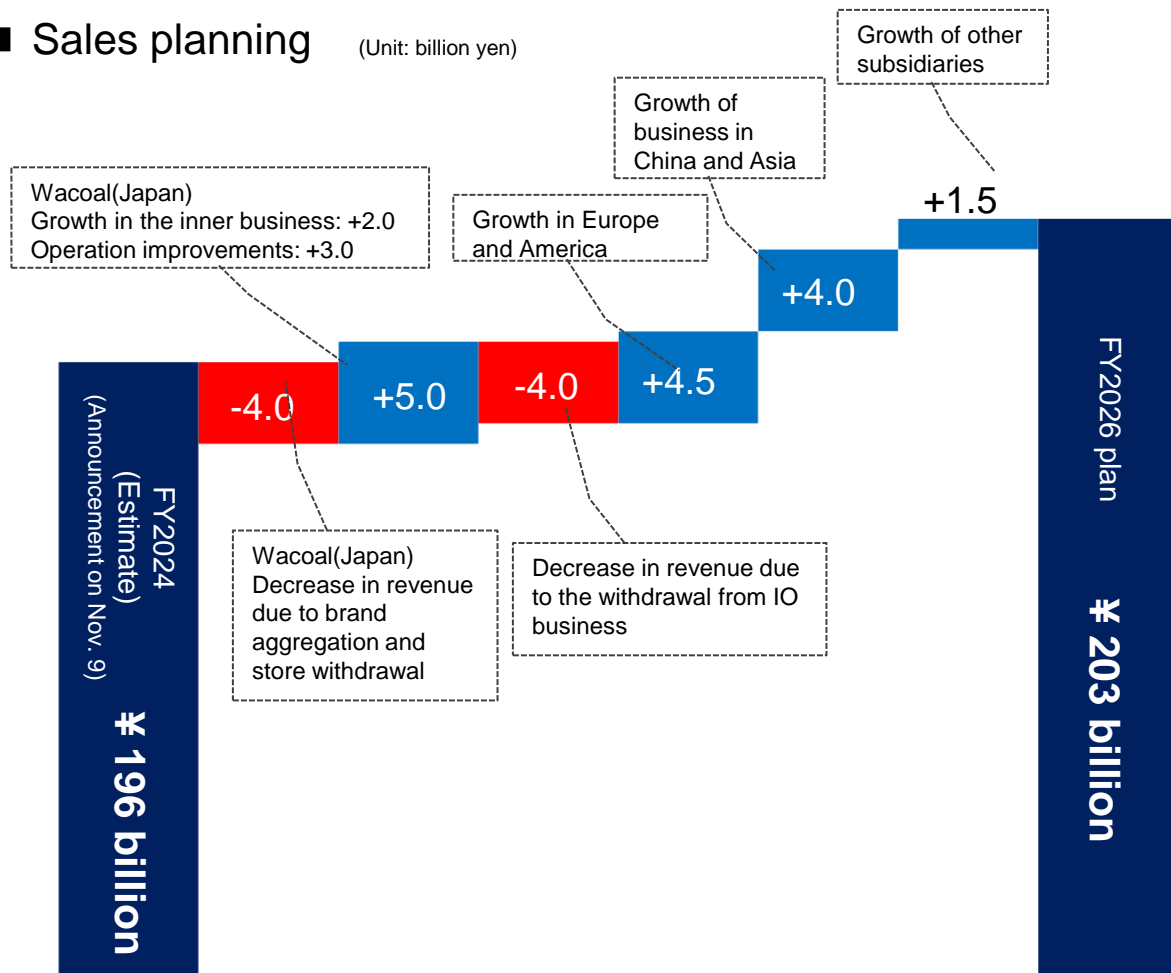 ■ Sales planning (Unit: billion yen)
Growth of other
subsidiaries
Growth of
business in
China and Asia
Wacoal(Japan)
Growth in the inner business: +2.0
Operation improvements: +3.0
Growth in Europe
and America
+1.5
+4.0
-4.0
+5.0
-4.0
+4.5
FY2024
(Estimate)
(Announcement on Nov. 9)
¥ 196 billion
Wacoal(Japan)
Decrease in revenue
due to brand
aggregation and
store withdrawal
Decrease in revenue due
to the withdrawal from IO
business
FY2026 plan
¥ 203 billion